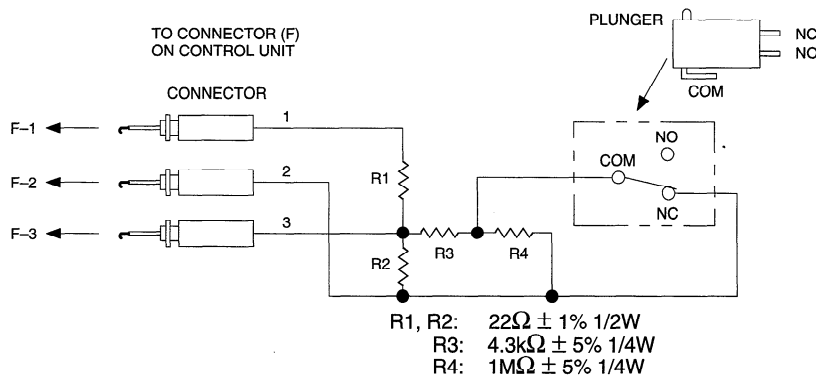 TO CONNECTOR (F)
ON CONTROL UNIT
CONNECTOR
PLUNGER
NC
NO
COM
F–1
1
F–2
2
F–3
3
R1
R2
R3
R4
NO
COM
NC
R1, R2: 22Ω ± 1% 1/2W
R3: 4.3kΩ ± 5% 1/4W
R4: 1MΩ ± 5% 1/4W